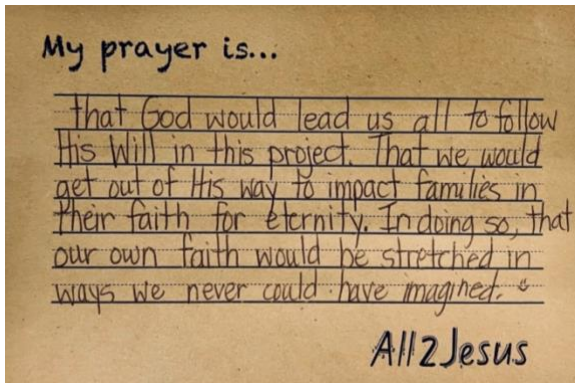 My prayer is...
that God would lead us all to follow
His Will in this project. That we would
get out of His way to impact families in
their faith for eternity. In doing so, that
our own faith would be stretched in
ways we never could have imagined.
All2Jesus